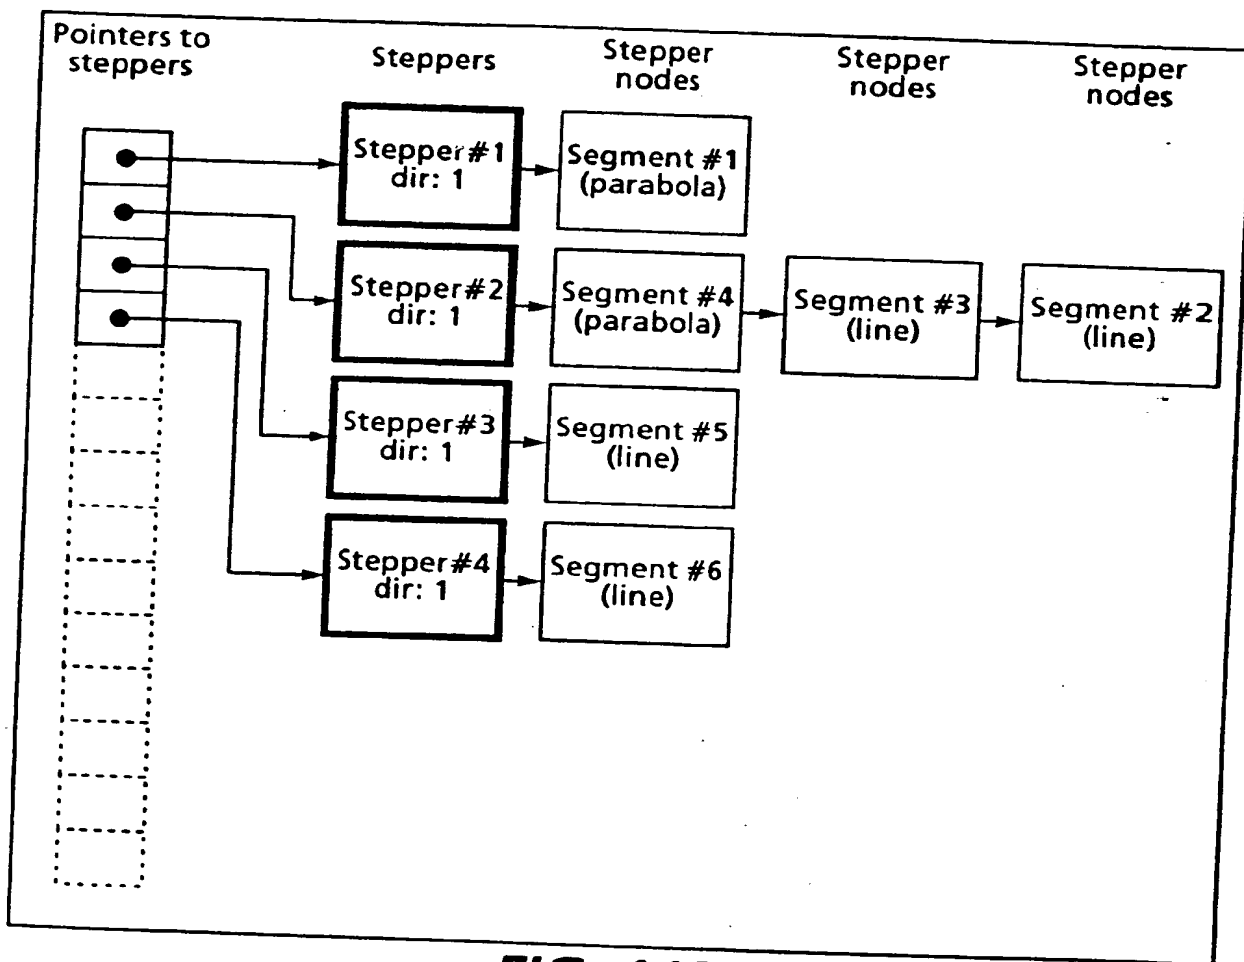 Pointers to
steppers
Steppers
Stepper
nodes
Stepper
nodes
Stepper
nodes
Stepper#1
dir: 1
Segment #1
(parabola)
Stepper#2
dir: 1
Segment #4
(parabola)
Segment #3
(line)
Segment #2
(line)
Stepper#3
dir: 1
Segment #5
(line)
Stepper#4
dir: 1
Segment #6
(line)